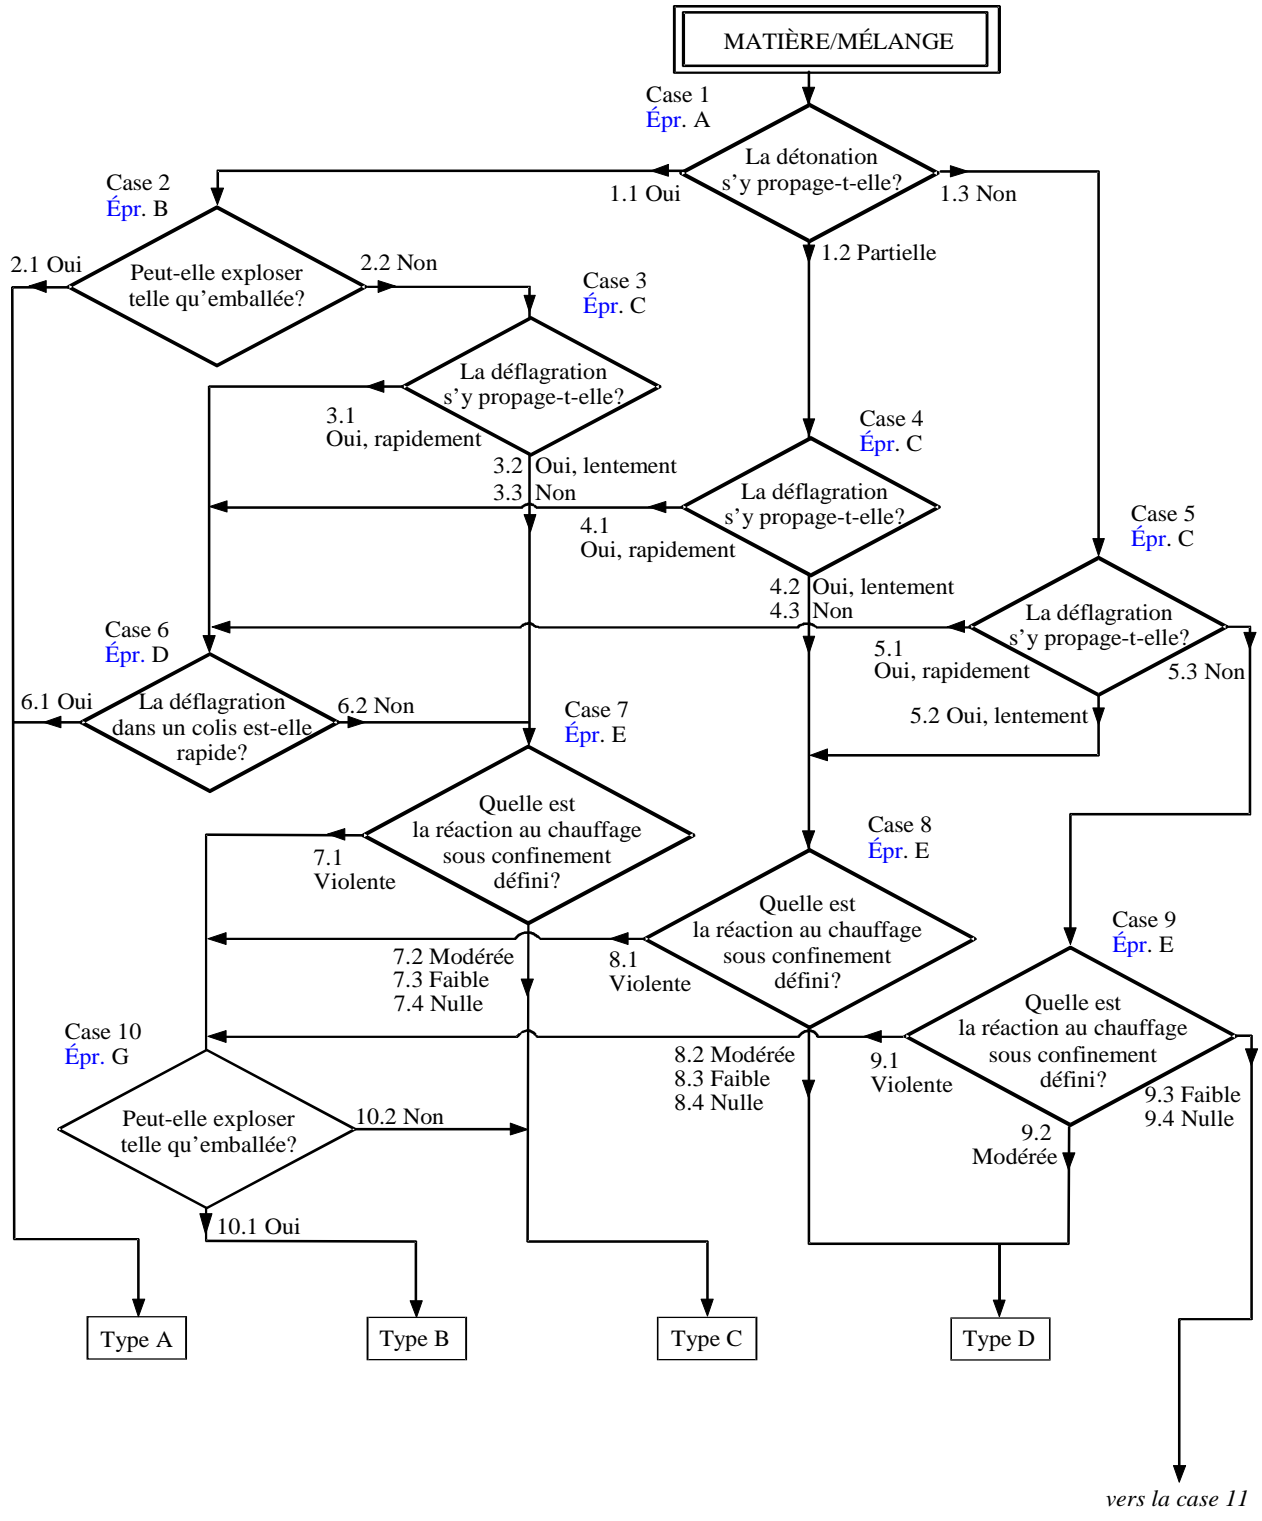 MATIÈRE/MÉLANGE
Case 1
Épr. A
La détonation
s’y propage-t-elle?
1.1 Oui
1.3 Non
1.2 Partielle
Case 2
Épr. B
Peut-elle exploser
telle qu’emballée?
2.1 Oui
2.2 Non
Case 3
Épr. C
La déflagration
s’y propage-t-elle?
3.1
Oui, rapidement
3.2 Oui, lentement
3.3 Non
Case 4
Épr. C
La déflagration
s’y propage-t-elle?
4.1
Oui, rapidement
4.2 Oui, lentement
4.3 Non
Case 5
Épr. C
La déflagration
s’y propage-t-elle?
5.1
Oui, rapidement
5.3 Non
5.2 Oui, lentement
Case 6
Épr. D
La déflagration
dans un colis est-elle
rapide?
6.1 Oui
6.2 Non
Case 7
Épr. E
Quelle est
la réaction au chauffage
sous confinement
défini?
7.1
Violente
7.2 Modérée
7.3 Faible
7.4 Nulle
Case 8
Épr. E
Quelle est
la réaction au chauffage
sous confinement
défini?
8.1
Violente
8.2 Modérée
8.3 Faible
8.4 Nulle
Case 9
Épr. E
Quelle est
la réaction au chauffage
sous confinement
défini?
9.1
Violente
9.2
Modérée
9.3 Faible
9.4 Nulle
Case 10
Épr. G
Peut-elle exploser
telle qu’emballée?
10.2 Non
10.1 Oui
Type A
Type B
Type C
Type D
vers la case 11